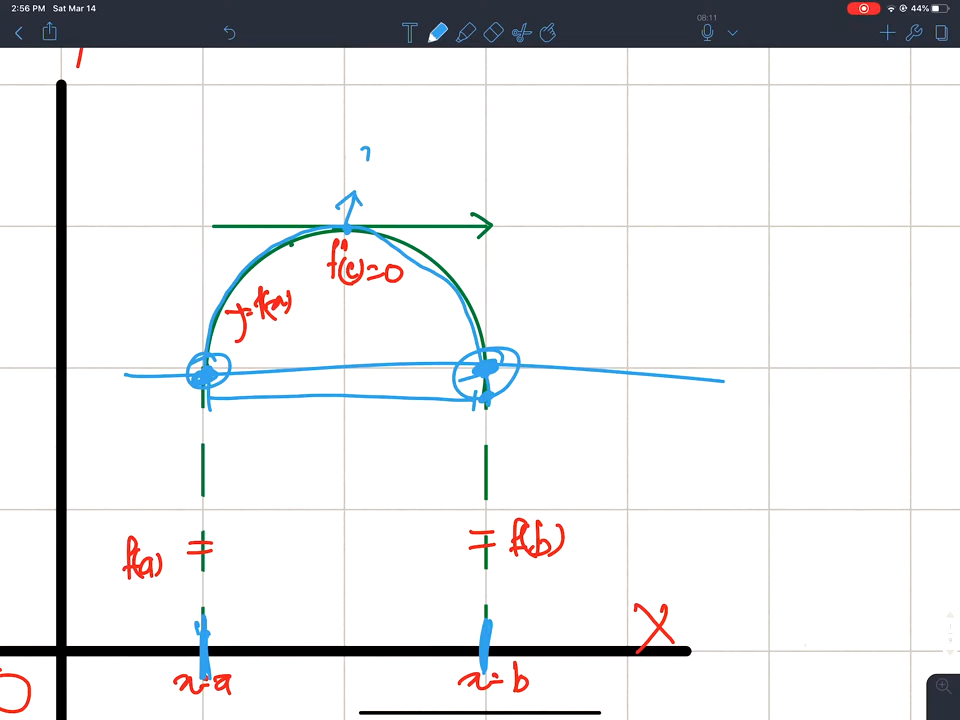 2:56 PM Sat Mar 14
44%
08:11
T
f'(c)=0
y=f(x)
f(a) =
= f(b)
X
x=a
x=b
O